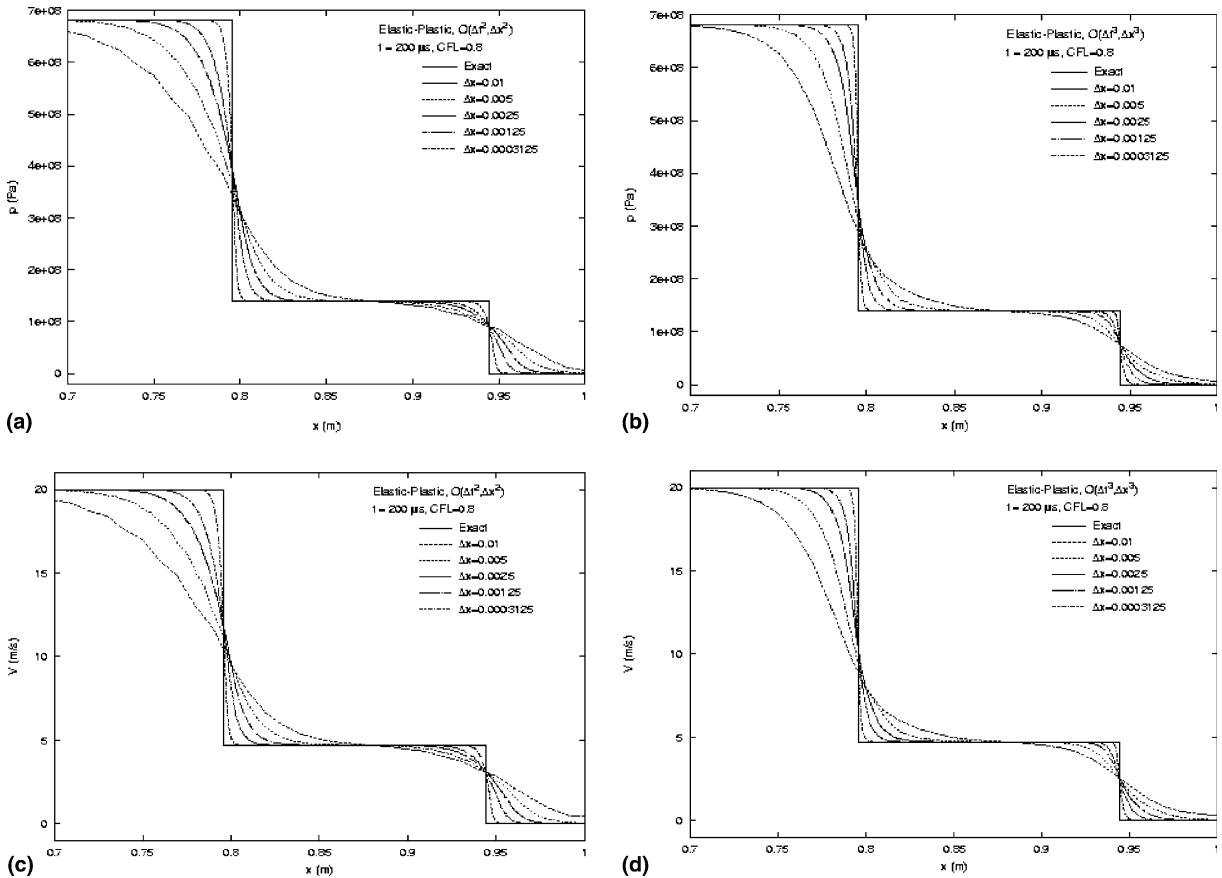 7e+08
6e+08
5e+08
4e+08
3e+08
2e+08
1e+08
0
p (Pa)
Elastic-Plastic, O(Δt²,Δx²)
t = 200 μs, CFL=0.8
Exact
Δx=0.01
Δx=0.005
Δx=0.0025
Δx=0.00125
Δx=0.0003125
0.7
0.75
0.8
0.85
0.9
0.95
1
x (m)
(a)
7e+08
6e+08
5e+08
4e+08
3e+08
2e+08
1e+08
0
p (Pa)
Elastic-Plastic, O(Δt³,Δx³)
t = 200 μs, CFL=0.8
Exact
Δx=0.01
Δx=0.005
Δx=0.0025
Δx=0.00125
Δx=0.0003125
0.7
0.75
0.8
0.85
0.9
0.95
1
x (m)
(b)
20
15
10
5
0
V (m/s)
Elastic-Plastic, O(Δt²,Δx²)
t = 200 μs, CFL=0.8
Exact
Δx=0.01
Δx=0.005
Δx=0.0025
Δx=0.00125
Δx=0.0003125
0.7
0.75
0.8
0.85
0.9
0.95
1
x (m)
(c)
20
15
10
5
0
V (m/s)
Elastic-Plastic, O(Δt³,Δx³)
t = 200 μs, CFL=0.8
Exact
Δx=0.01
Δx=0.005
Δx=0.0025
Δx=0.00125
Δx=0.0003125
0.7
0.75
0.8
0.85
0.9
0.95
1
x (m)
(d)